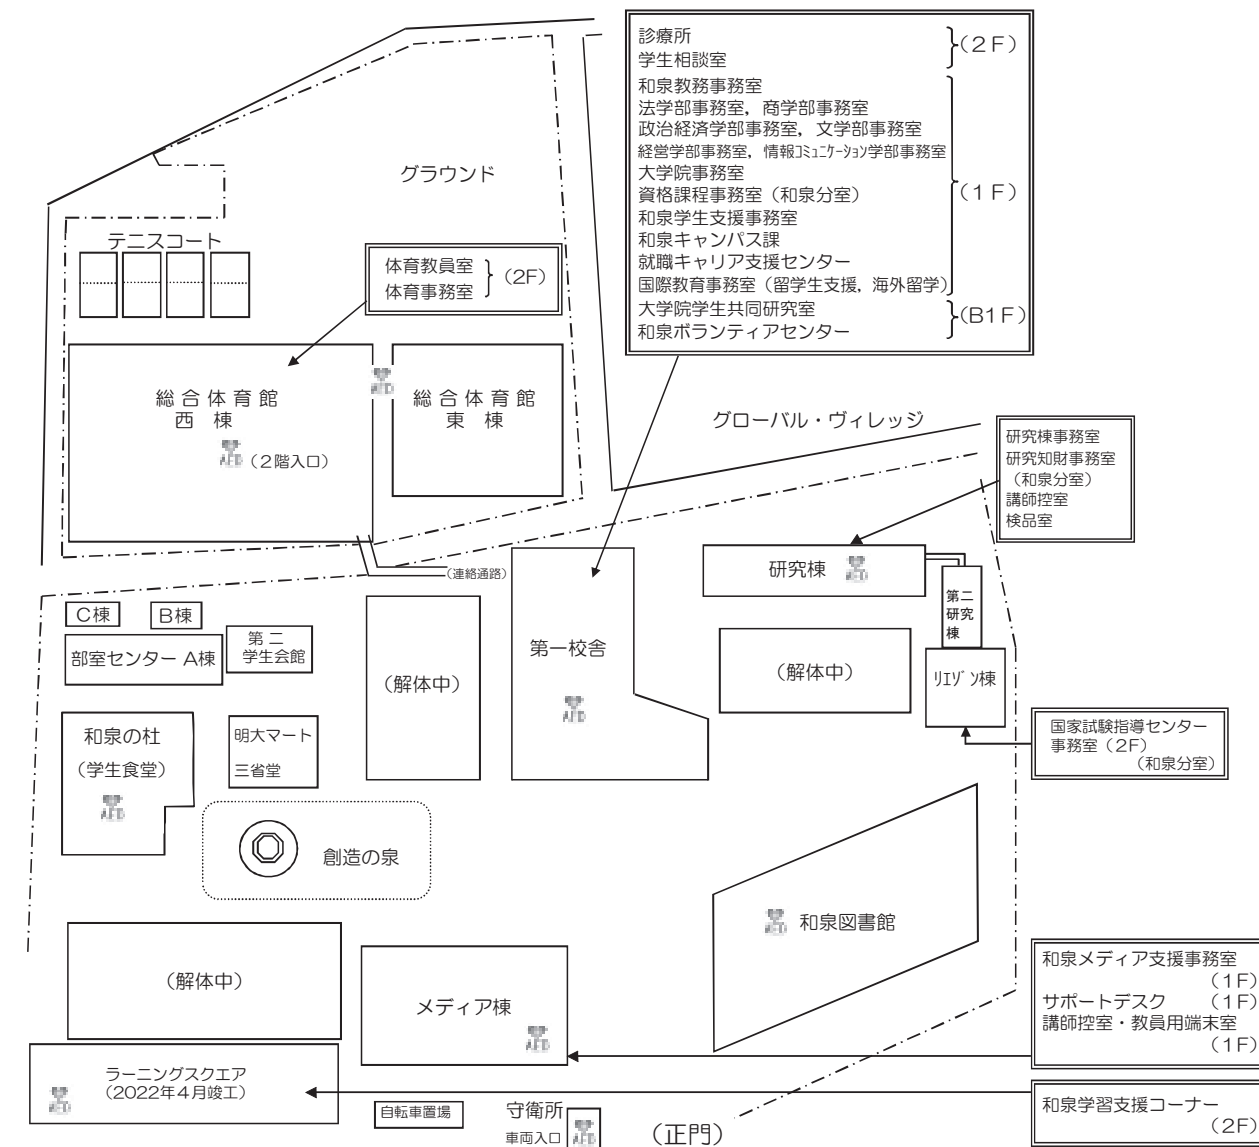 診療所
学生相談室
(2F)
和泉教務事務室
法学部事務室，商学部事務室
政治経済学部事務室，文学部事務室
経営学部事務室，情報ｺﾐｭﾆｹｰｼｮﾝ学部事務室
大学院事務室
資格課程事務室（和泉分室）
和泉学生支援事務室
和泉キャンパス課
就職キャリア支援センター
国際教育事務室（留学生支援，海外留学）
(1F)
大学院学生共同研究室
和泉ボランティアセンター
(B1F)
グラウンド
テニスコート
体育教員室
体育事務室
(2F)
総合体育館
西棟
AED（2階入口）
AED
総合体育館
東棟
グローバル・ヴィレッジ
研究棟事務室
研究知財事務室
（和泉分室）
講師控室
検品室
（連絡通路）
研究棟
AED
第二
研究
棟
C棟
B棟
部室センター A棟
第二
学生会館
（解体中）
第一校舎
AED
（解体中）
ﾘｴｿﾞﾝ棟
国家試験指導センター
事務室（2F）
（和泉分室）
和泉の杜
（学生食堂）
AED
明大マート
三省堂
創造の泉
AED
和泉図書館
（解体中）
メディア棟
AED
和泉メディア支援事務室
（1F）
サポートデスク （1F）
講師控室・教員用端末室
（1F）
ラーニングスクエア
（2022年4月竣工）
AED
和泉学習支援コーナー
（2F）
自転車置場
守衛所
車両入口
AED
（正門）